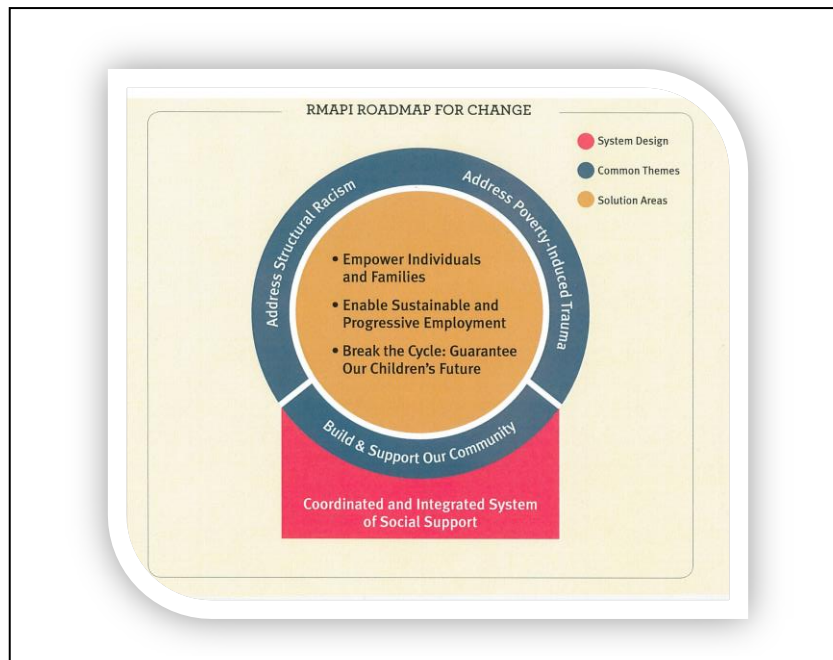 RMAPI ROADMAP FOR CHANGE
System Design
Common Themes
Solution Areas
Address Structural Racism
Address Poverty-Induced Trauma
• Empower Individuals
and Families
• Enable Sustainable and
Progressive Employment
• Break the Cycle: Guarantee
Our Children’s Future
Build & Support Our Community
Coordinated and Integrated System
of Social Support